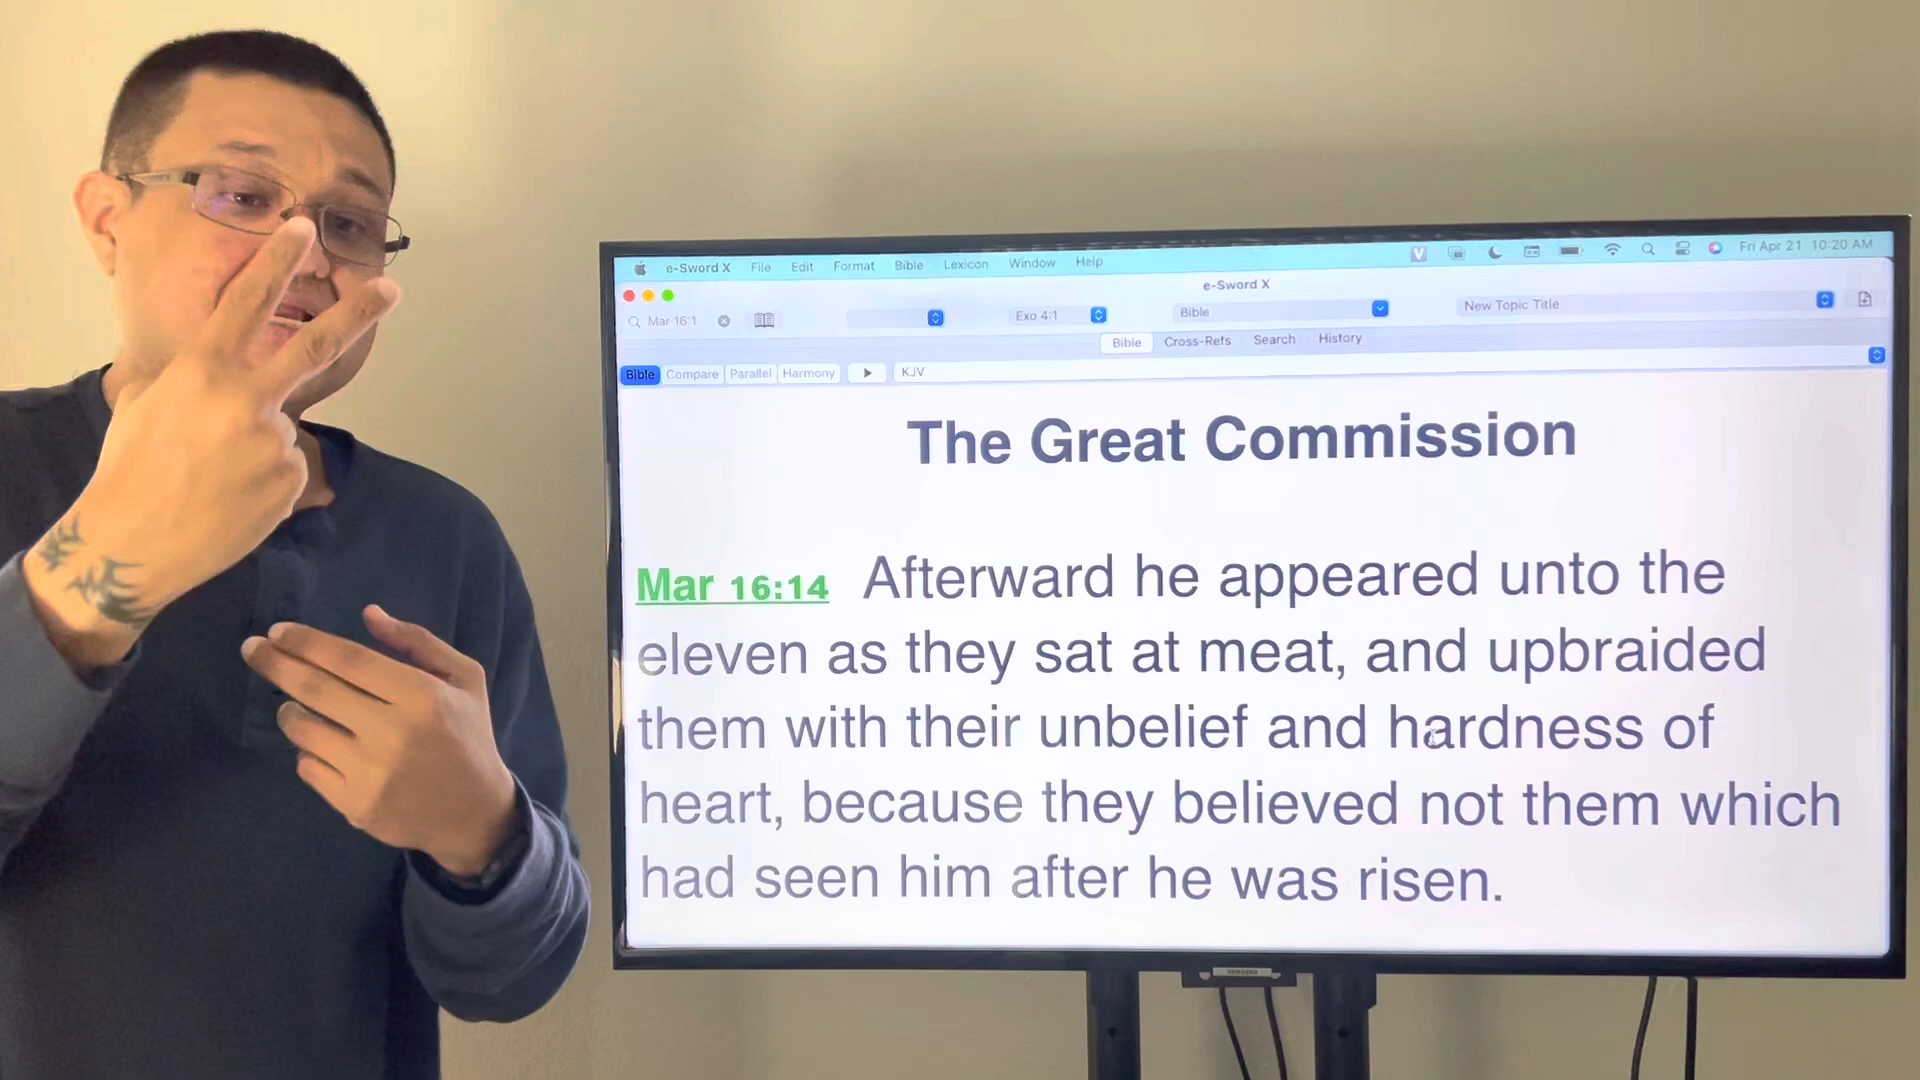 e-Sword X File Edit Format Bible Lexicon Window Help Fri Apr 21 10:20 AM
e-Sword X
Mar 16:1 Exo 4:1 Bible New Topic Title
Bible Cross-Refs Search History
Bible Compare Parallel Harmony KJV
The Great Commission
Mar 16:14 Afterward he appeared unto the
eleven as they sat at meat, and upbraided
them with their unbelief and hardness of
heart, because they believed not them which
had seen him after he was risen.
SAMSUNG